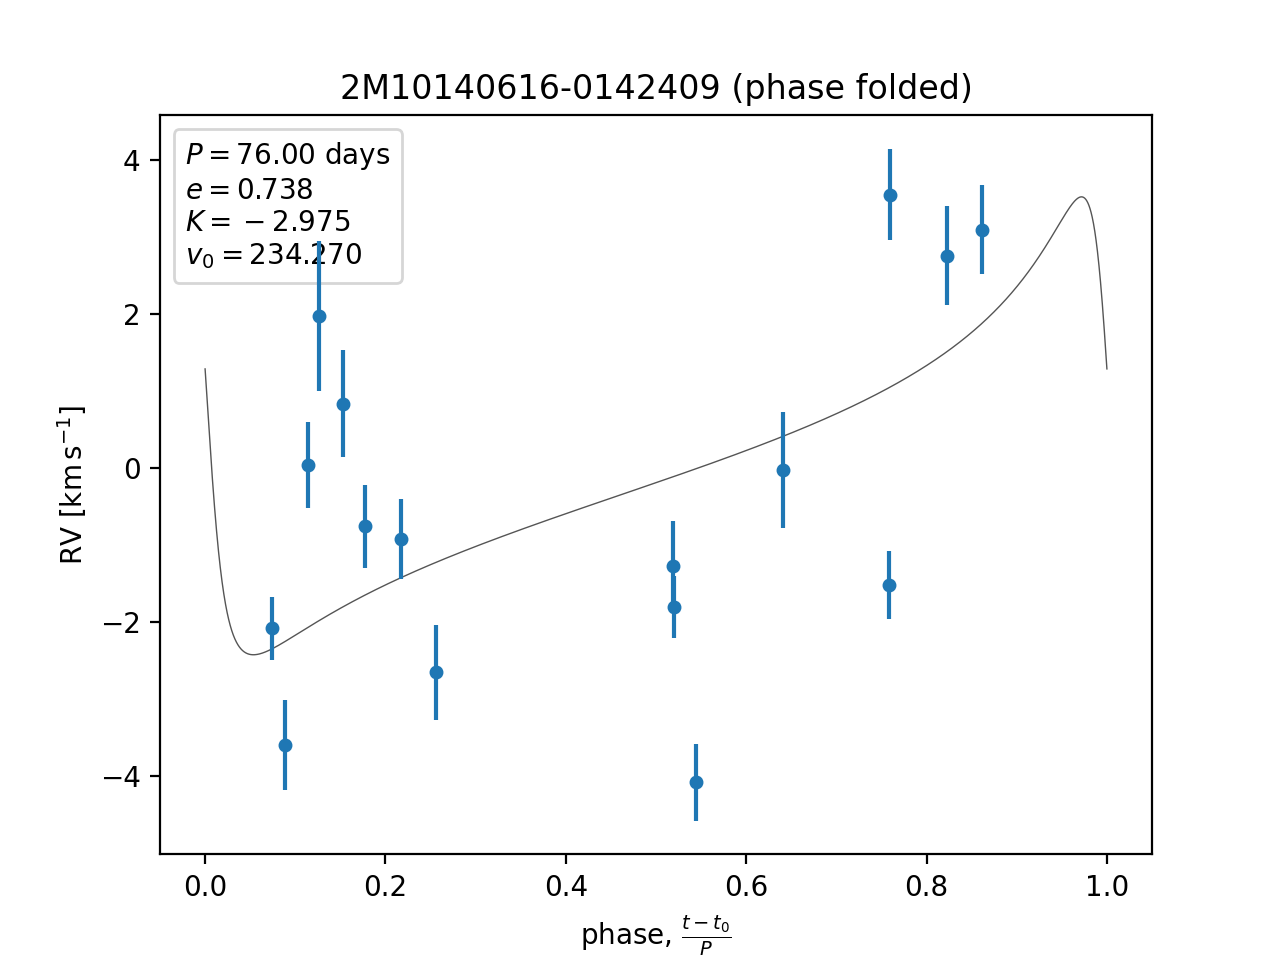 2M10140616-0142409 (phase folded)
P = 76.00 days
e = 0.738
K = −2.975
v₀ = 234.270
4
2
0
−2
−4
RV [km s⁻¹]
0.0 0.2 0.4 0.6 0.8 1.0
phase, (t − t₀)/P